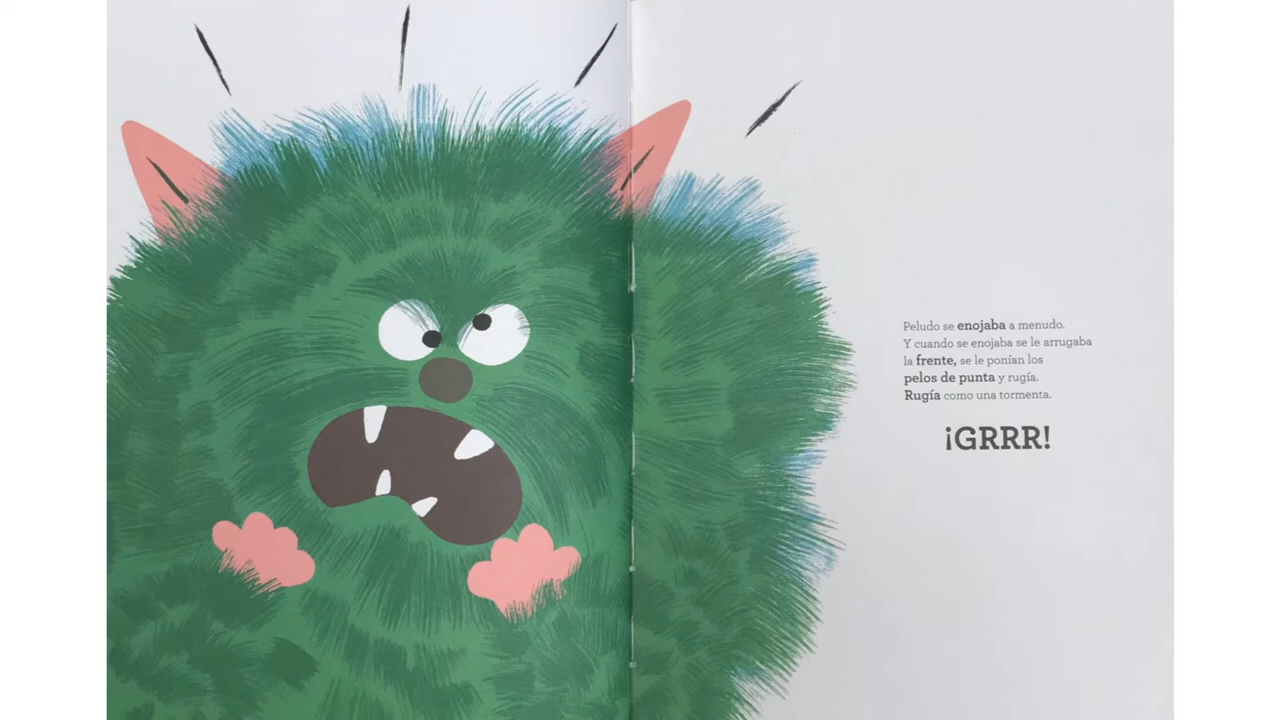 Peludo se enojaba a menudo.
Y cuando se enojaba se le arrugaba
la frente, se le ponían los
pelos de punta y rugía.
Rugía como una tormenta.
¡GRRR!